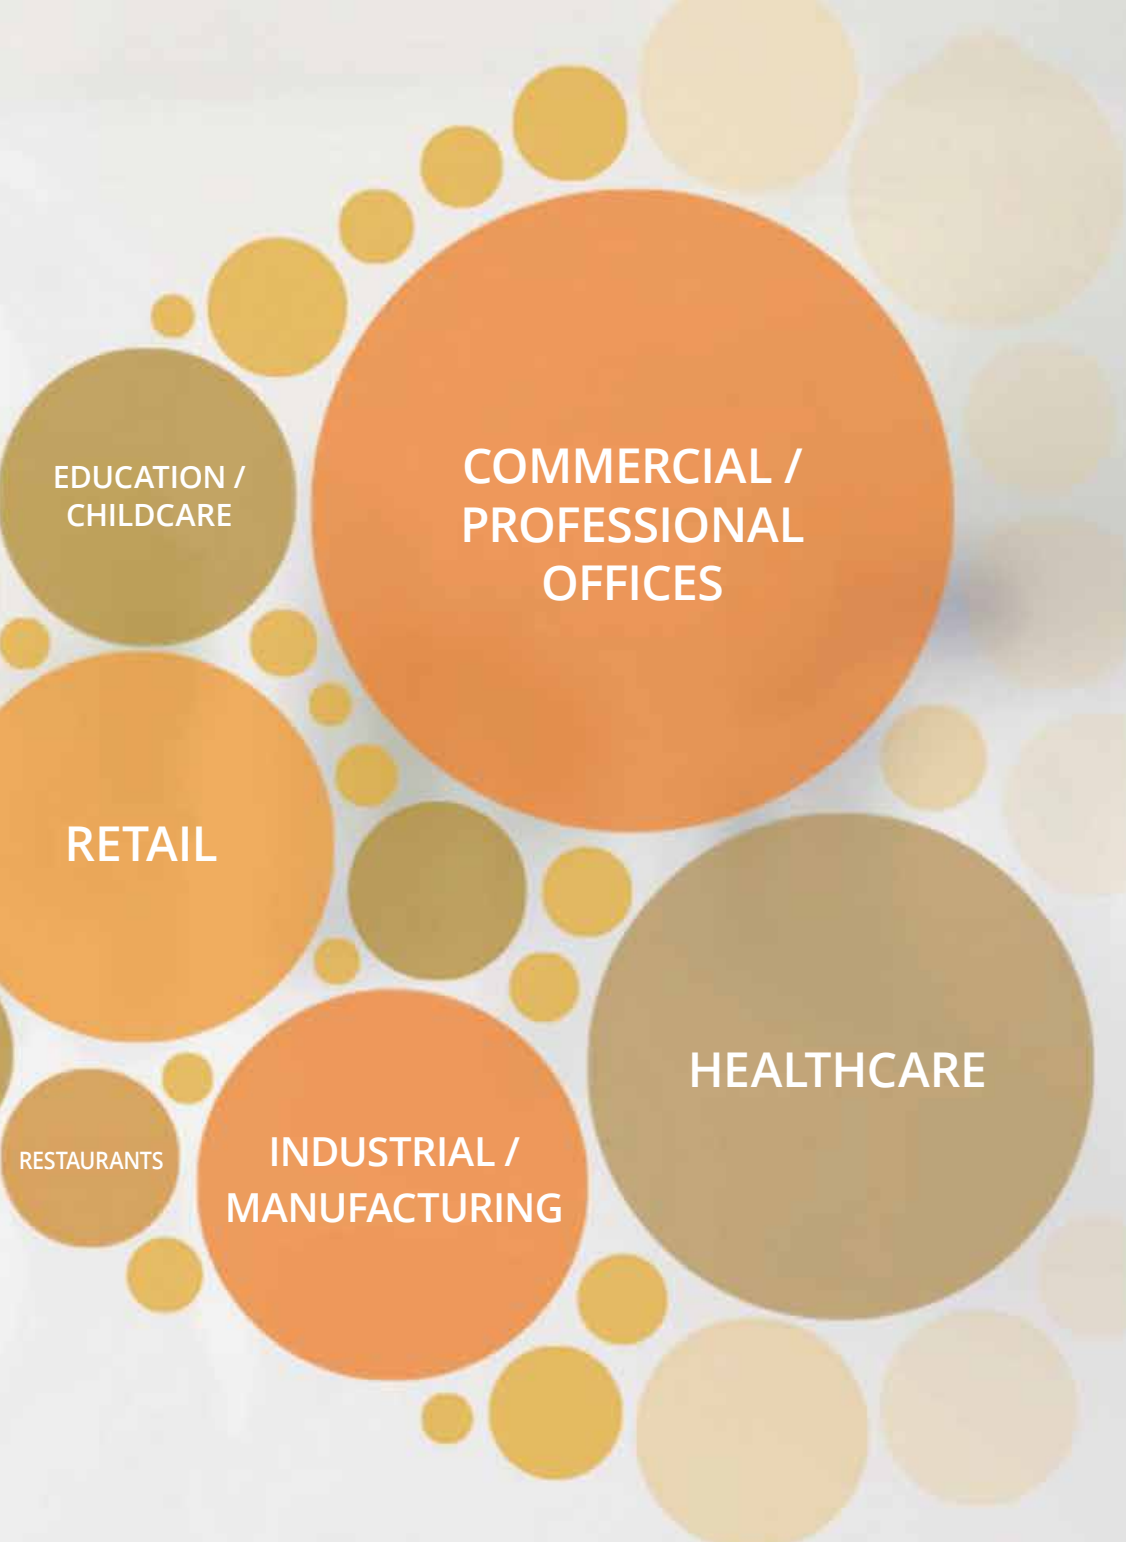 EDUCATION /
CHILDCARE
COMMERCIAL /
PROFESSIONAL
OFFICES
RETAIL
HEALTHCARE
RESTAURANTS
INDUSTRIAL /
MANUFACTURING